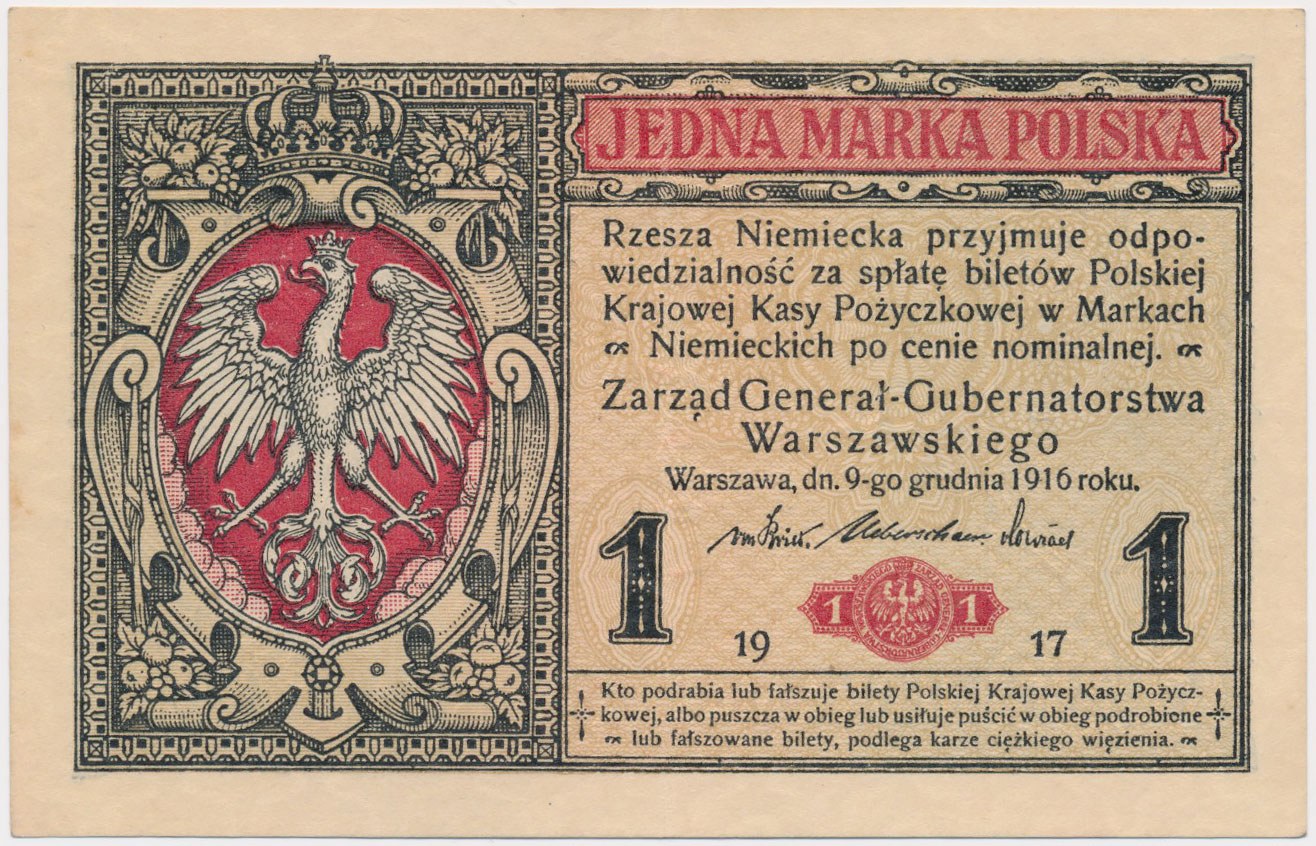 JEDNA MARKA POLSKA
Rzesza Niemiecka przyjmuje odpo-
wiedzialność za spłatę biletów Polskiej
Krajowej Kasy Pożyczkowej w Markach
Niemieckich po cenie nominalnej.
Zarząd Generał-Gubernatorstwa
Warszawskiego
Warszawa, dn. 9-go grudnia 1916 roku.
1 1
1 1
19 17
Kto podrabia lub fałszuje bilety Polskiej Krajowej Kasy Pożycz-
kowej, albo puszcza w obieg lub usiłuje puścić w obieg podrobione
lub fałszowane bilety, podlega karze ciężkiego więzienia.